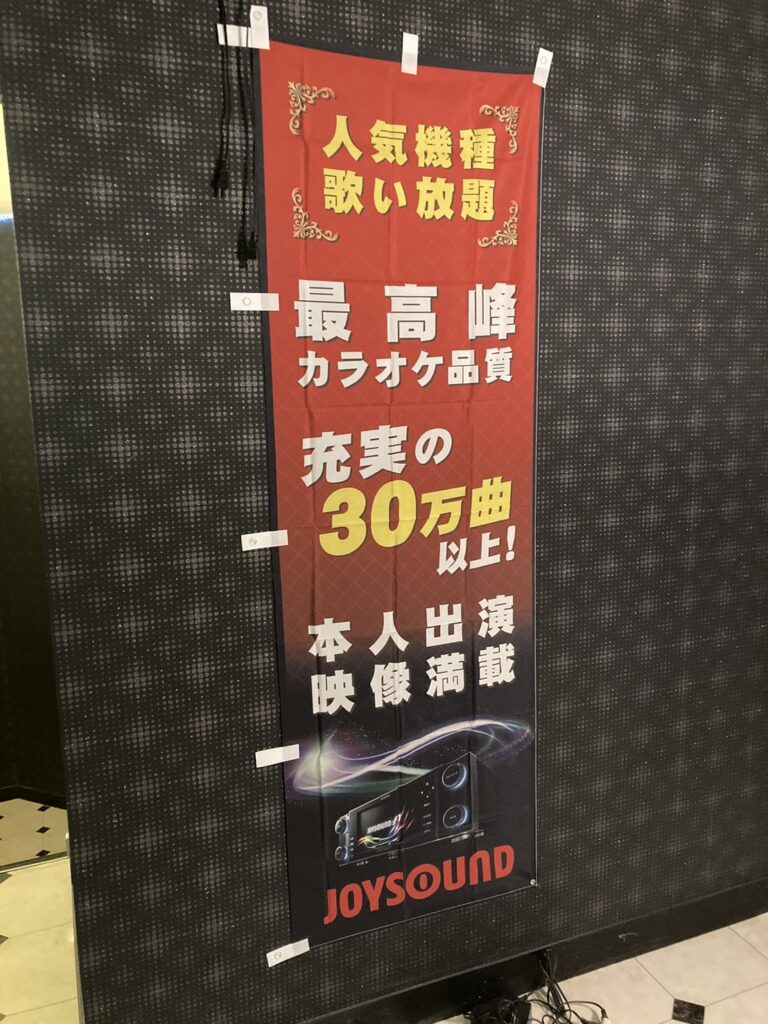 人気機種
歌い放題
最高峰
カラオケ品質
充実の
30万曲
以上!
本人出演
映像満載
JOYSOUND